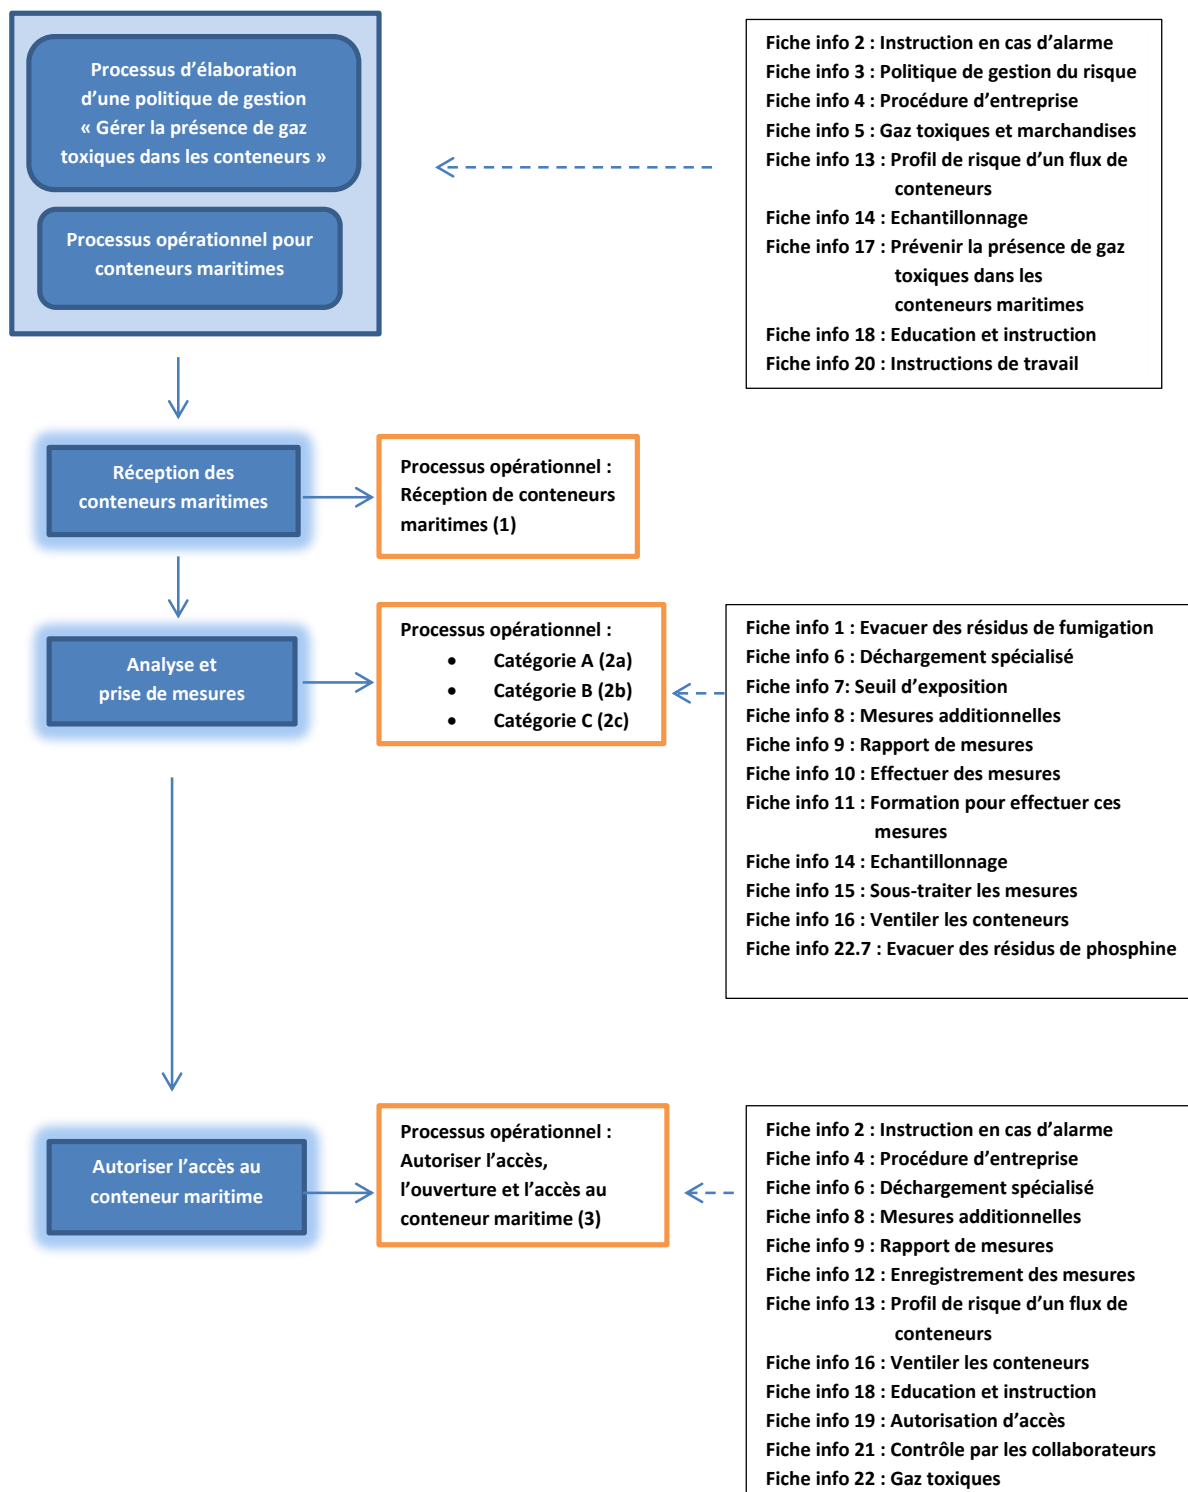 Processus d’élaboration
d’une politique de gestion
« Gérer la présence de gaz
toxiques dans les conteneurs »
Processus opérationnel pour
conteneurs maritimes
Fiche info 2 : Instruction en cas d’alarme
Fiche info 3 : Politique de gestion du risque
Fiche info 4 : Procédure d’entreprise
Fiche info 5 : Gaz toxiques et marchandises
Fiche info 13 : Profil de risque d’un flux de
conteneurs
Fiche info 14 : Echantillonnage
Fiche info 17 : Prévenir la présence de gaz
toxiques dans les
conteneurs maritimes
Fiche info 18 : Education et instruction
Fiche info 20 : Instructions de travail
Réception des
conteneurs maritimes
Processus opérationnel :
Réception de conteneurs
maritimes (1)
Analyse et
prise de mesures
Processus opérationnel :
• Catégorie A (2a)
• Catégorie B (2b)
• Catégorie C (2c)
Fiche info 1 : Evacuer des résidus de fumigation
Fiche info 6 : Déchargement spécialisé
Fiche info 7: Seuil d’exposition
Fiche info 8 : Mesures additionnelles
Fiche info 9 : Rapport de mesures
Fiche info 10 : Effectuer des mesures
Fiche info 11 : Formation pour effectuer ces
mesures
Fiche info 14 : Echantillonnage
Fiche info 15 : Sous-traiter les mesures
Fiche info 16 : Ventiler les conteneurs
Fiche info 22.7 : Evacuer des résidus de phosphine
Autoriser l’accès au
conteneur maritime
Processus opérationnel :
Autoriser l’accès,
l’ouverture et l’accès au
conteneur maritime (3)
Fiche info 2 : Instruction en cas d’alarme
Fiche info 4 : Procédure d’entreprise
Fiche info 6 : Déchargement spécialisé
Fiche info 8 : Mesures additionnelles
Fiche info 9 : Rapport de mesures
Fiche info 12 : Enregistrement des mesures
Fiche info 13 : Profil de risque d’un flux de
conteneurs
Fiche info 16 : Ventiler les conteneurs
Fiche info 18 : Education et instruction
Fiche info 19 : Autorisation d’accès
Fiche info 21 : Contrôle par les collaborateurs
Fiche info 22 : Gaz toxiques